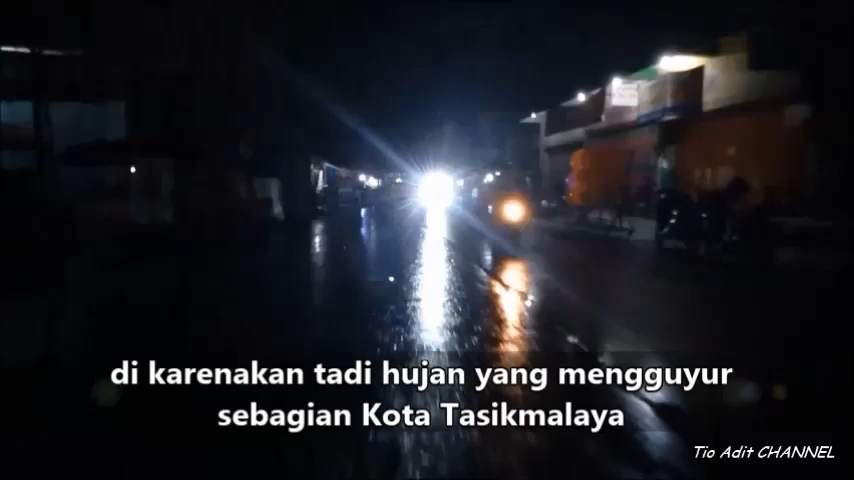 di karenakan tadi hujan yang mengguyur
sebagian Kota Tasikmalaya
Tio Adit CHANNEL